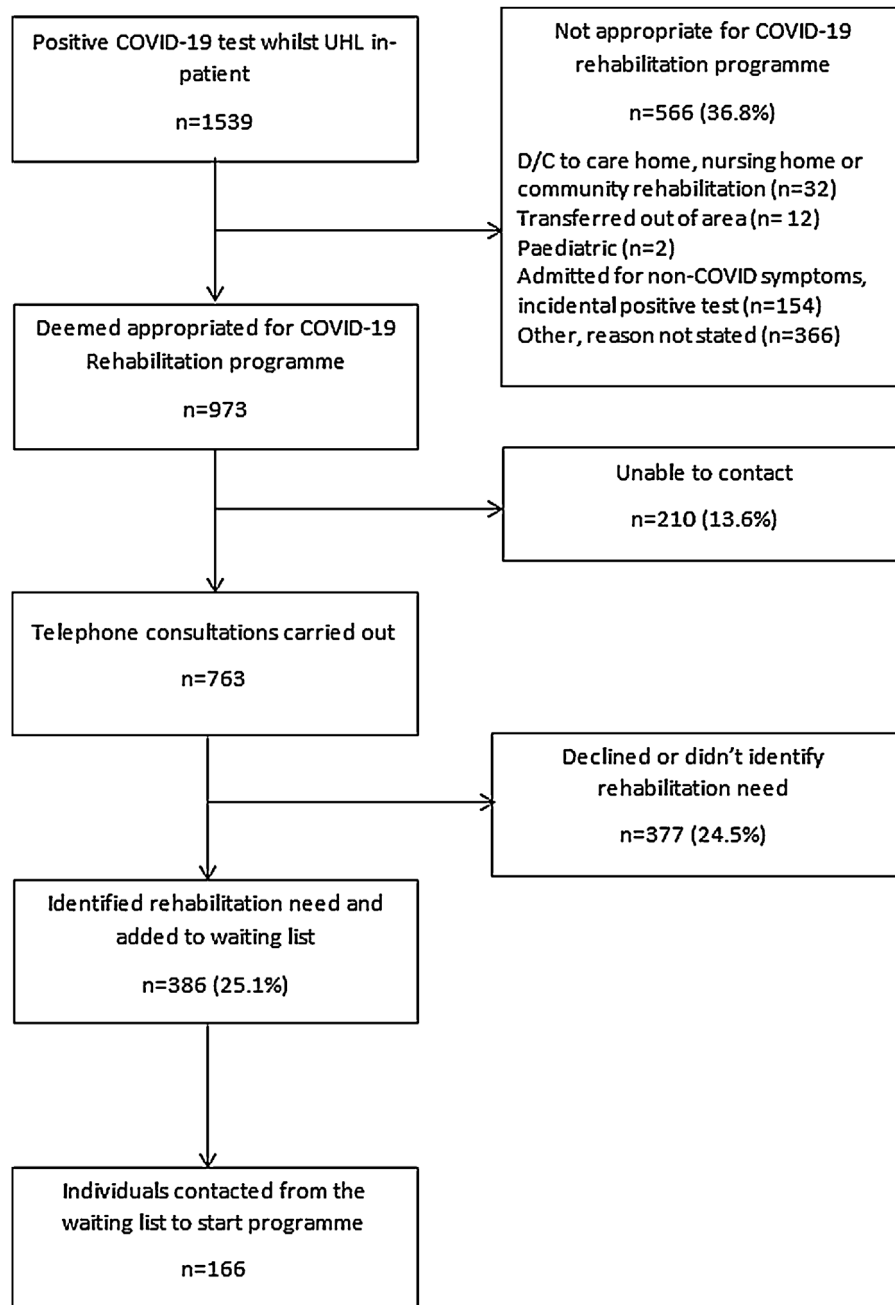 Positive COVID-19 test whilst UHL in-
patient
n=1539
Not appropriate for COVID-19
rehabilitation programme
n=566 (36.8%)
D/C to care home, nursing home or
community rehabilitation (n=32)
Transferred out of area (n= 12)
Paediatric (n=2)
Admitted for non-COVID symptoms,
incidental positive test (n=154)
Other, reason not stated (n=366)
Deemed appropriated for COVID-19
Rehabilitation programme
n=973
Unable to contact
n=210 (13.6%)
Telephone consultations carried out
n=763
Declined or didn’t identify
rehabilitation need
n=377 (24.5%)
Identified rehabilitation need and
added to waiting list
n=386 (25.1%)
Individuals contacted from the
waiting list to start programme
n=166